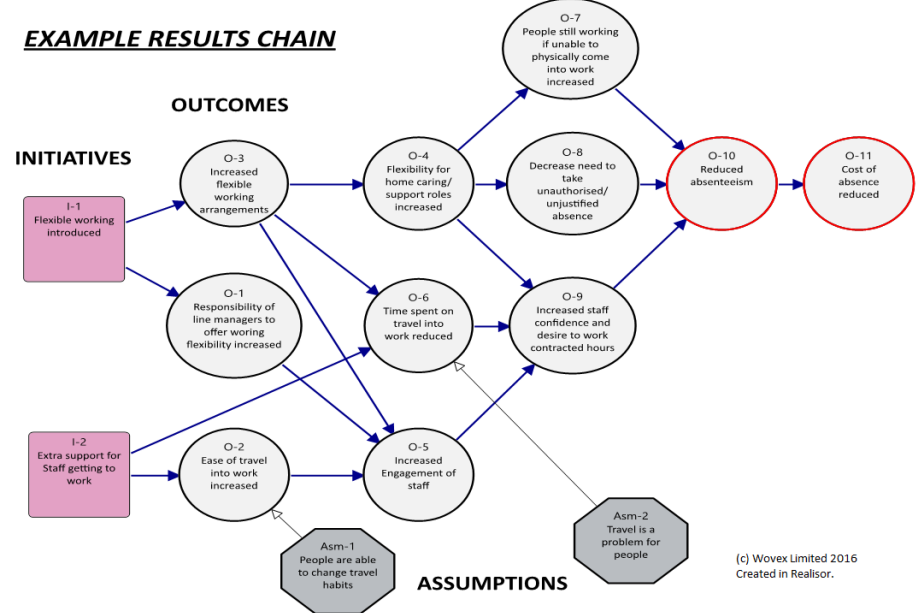 EXAMPLE RESULTS CHAIN
OUTCOMES
INITIATIVES
I-1
Flexible working
introduced
I-2
Extra support for
Staff getting to
work
O-3
Increased
flexible
working
arrangements
O-1
Responsibility of
line managers to
offer woring
flexibility increased
O-2
Ease of travel
into work
increased
O-4
Flexibility for
home caring/
support roles
increased
O-6
Time spent on
travel into
work reduced
O-5
Increased
Engagement of
staff
O-7
People still working
if unable to
physically come
into work
increased
O-8
Decrease need to
take
unauthorised/
unjustified
absence
O-9
Increased staff
confidence and
desire to work
contracted hours
O-10
Reduced
absenteeism
O-11
Cost of
absence
reduced
Asm-1
People are able
to change travel
habits
Asm-2
Travel is a
problem for
people
ASSUMPTIONS
(c) Wovex Limited 2016
Created in Realisor.